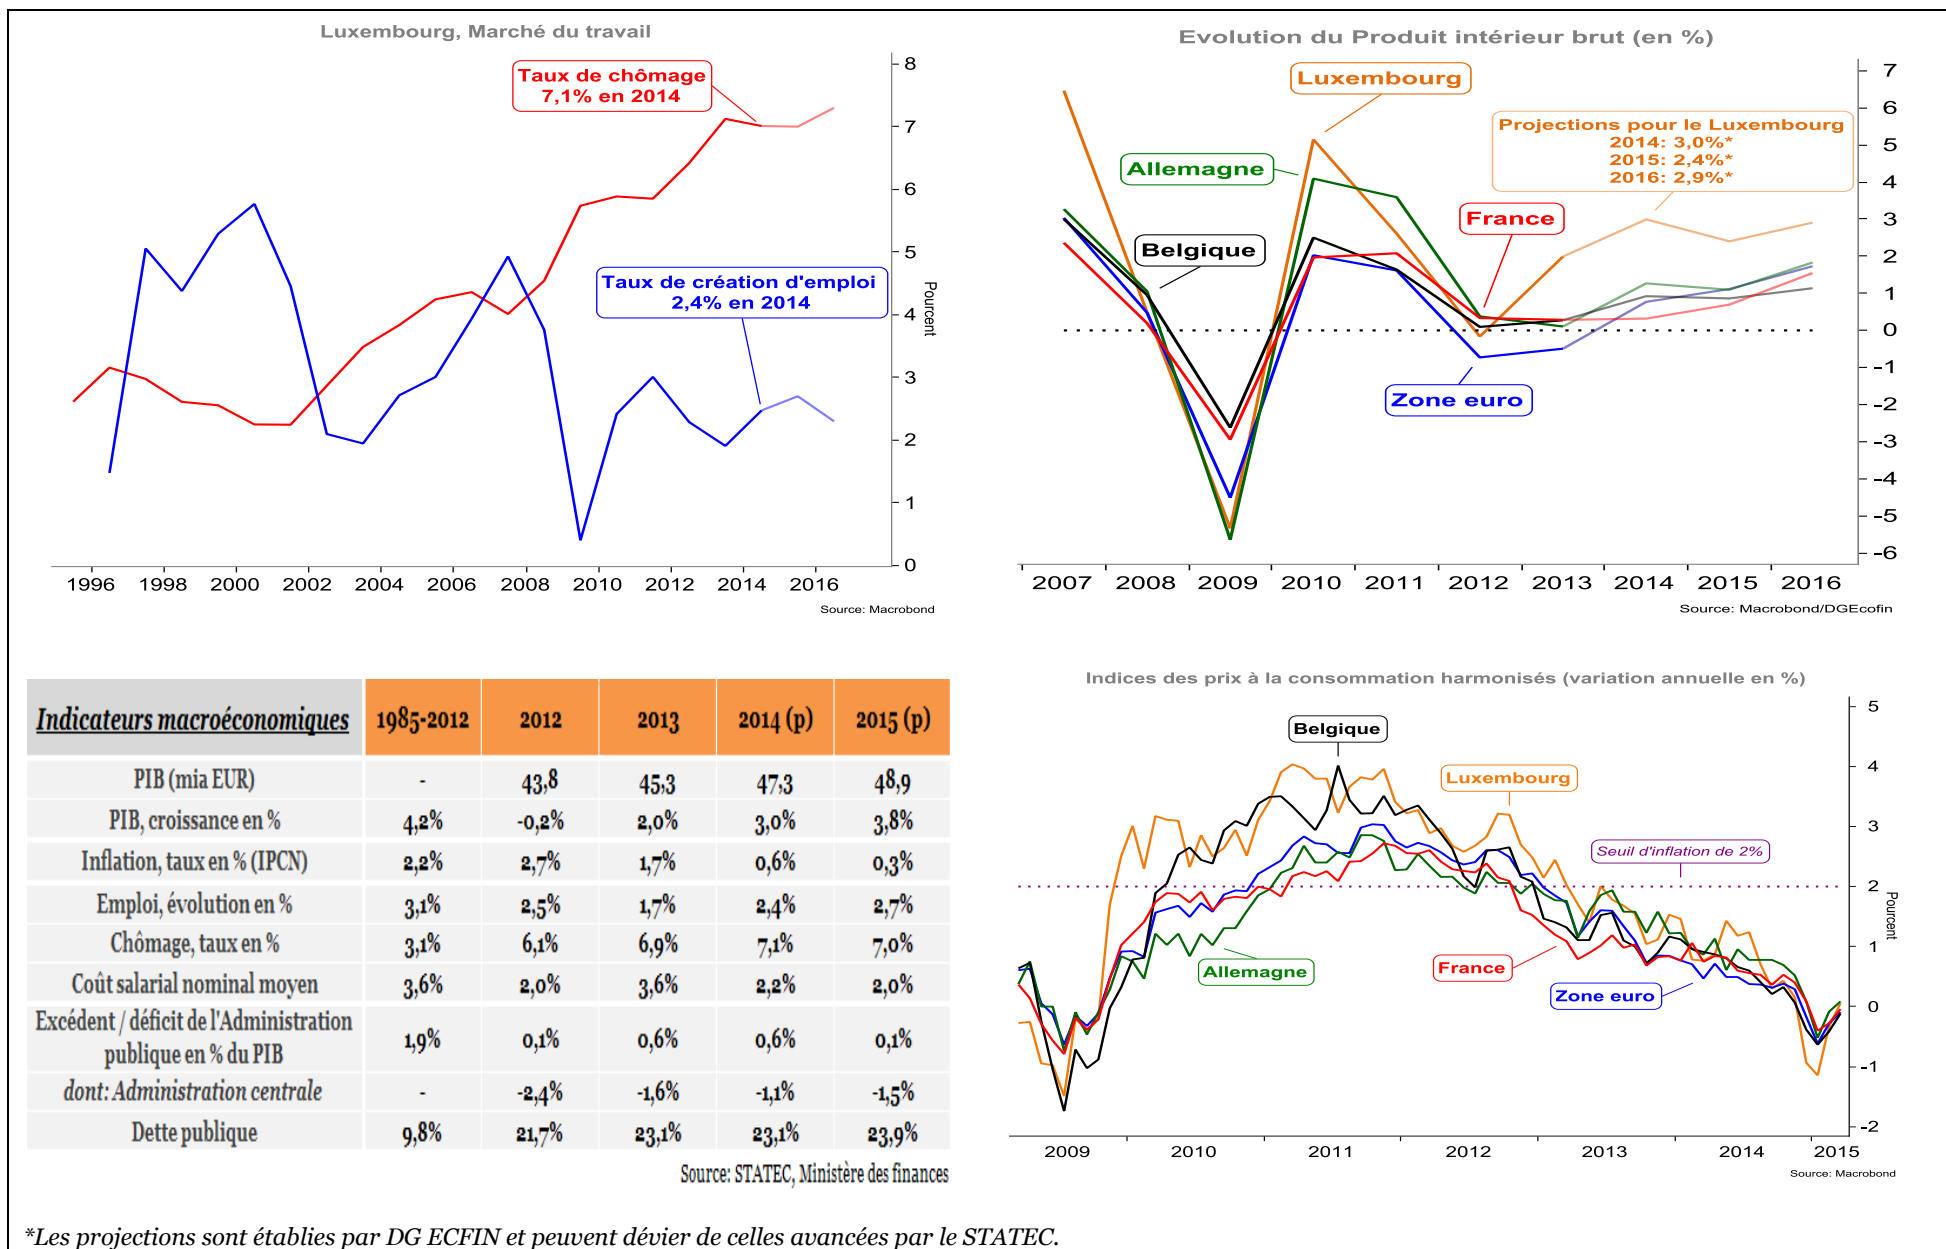 Luxembourg, Marché du travail
Taux de chômage
7,1% en 2014
Taux de création d'emploi
2,4% en 2014
8
7
6
5
4
3
2
1
0
Pourcent
1996 1998 2000 2002 2004 2006 2008 2010 2012 2014 2016
Source: Macrobond
Evolution du Produit intérieur brut (en %)
Luxembourg
Projections pour le Luxembourg
2014: 3,0%*
2015: 2,4%*
2016: 2,9%*
Allemagne
France
Belgique
Zone euro
7
6
5
4
3
2
1
0
-1
-2
-3
-4
-5
-6
2007 2008 2009 2010 2011 2012 2013 2014 2015 2016
Source: Macrobond/DGEcofin
Indicateurs macroéconomiques 1985-2012 2012 2013 2014 (p) 2015 (p)
PIB (mia EUR) - 43,8 45,3 47,3 48,9
PIB, croissance en % 4,2% -0,2% 2,0% 3,0% 3,8%
Inflation, taux en % (IPCN) 2,2% 2,7% 1,7% 0,6% 0,3%
Emploi, évolution en % 3,1% 2,5% 1,7% 2,4% 2,7%
Chômage, taux en % 3,1% 6,1% 6,9% 7,1% 7,0%
Coût salarial nominal moyen 3,6% 2,0% 3,6% 2,2% 2,0%
Excédent / déficit de l'Administration
publique en % du PIB 1,9% 0,1% 0,6% 0,6% 0,1%
dont: Administration centrale - -2,4% -1,6% -1,1% -1,5%
Dette publique 9,8% 21,7% 23,1% 23,1% 23,9%
Source: STATEC, Ministère des finances
Indices des prix à la consommation harmonisés (variation annuelle en %)
Belgique
Luxembourg
Seuil d'inflation de 2%
Allemagne
France
Zone euro
5
4
3
2
1
0
-1
-2
Pourcent
2009 2010 2011 2012 2013 2014 2015
Source: Macrobond
*Les projections sont établies par DG ECFIN et peuvent dévier de celles avancées par le STATEC.